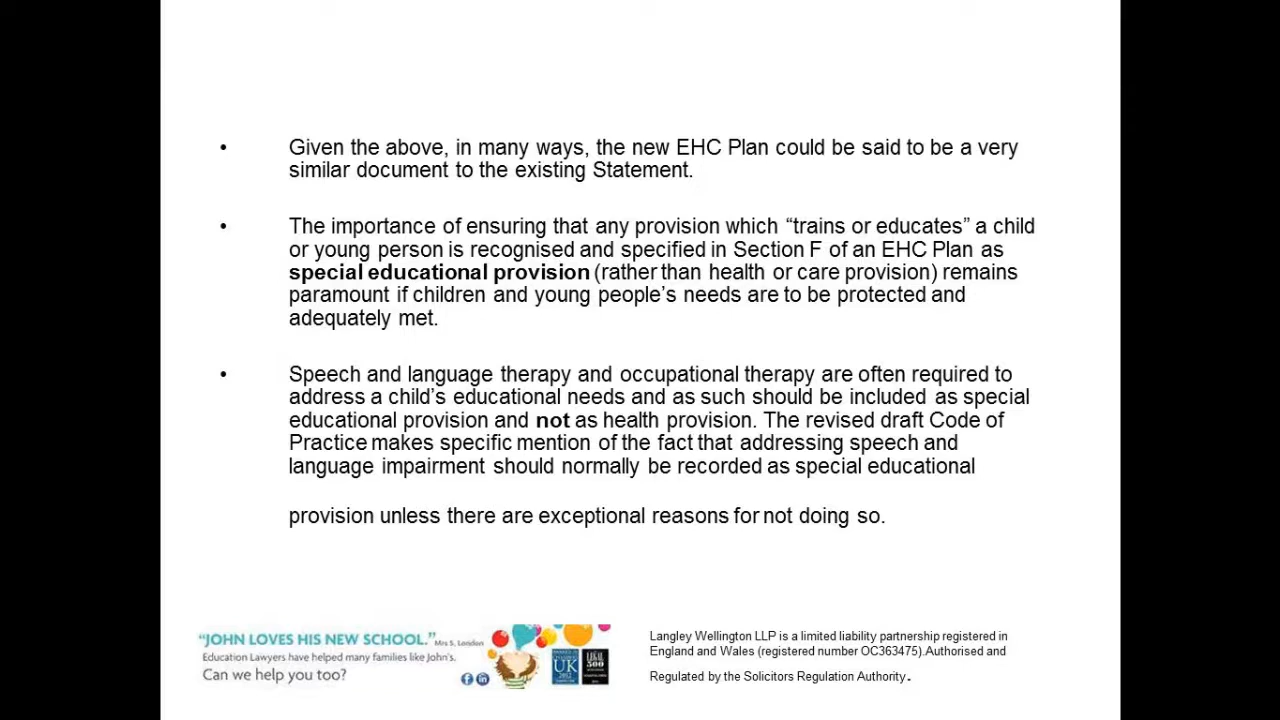 • Given the above, in many ways, the new EHC Plan could be said to be a very
similar document to the existing Statement.
• The importance of ensuring that any provision which “trains or educates” a child
or young person is recognised and specified in Section F of an EHC Plan as
special educational provision (rather than health or care provision) remains
paramount if children and young people’s needs are to be protected and
adequately met.
• Speech and language therapy and occupational therapy are often required to
address a child’s educational needs and as such should be included as special
educational provision and not as health provision. The revised draft Code of
Practice makes specific mention of the fact that addressing speech and
language impairment should normally be recorded as special educational
provision unless there are exceptional reasons for not doing so.
“JOHN LOVES HIS NEW SCHOOL.” Mrs S, London
Education Lawyers have helped many families like John’s.
Can we help you too?
UK
2012
500
Langley Wellington LLP is a limited liability partnership registered in
England and Wales (registered number OC363475).Authorised and
Regulated by the Solicitors Regulation Authority.